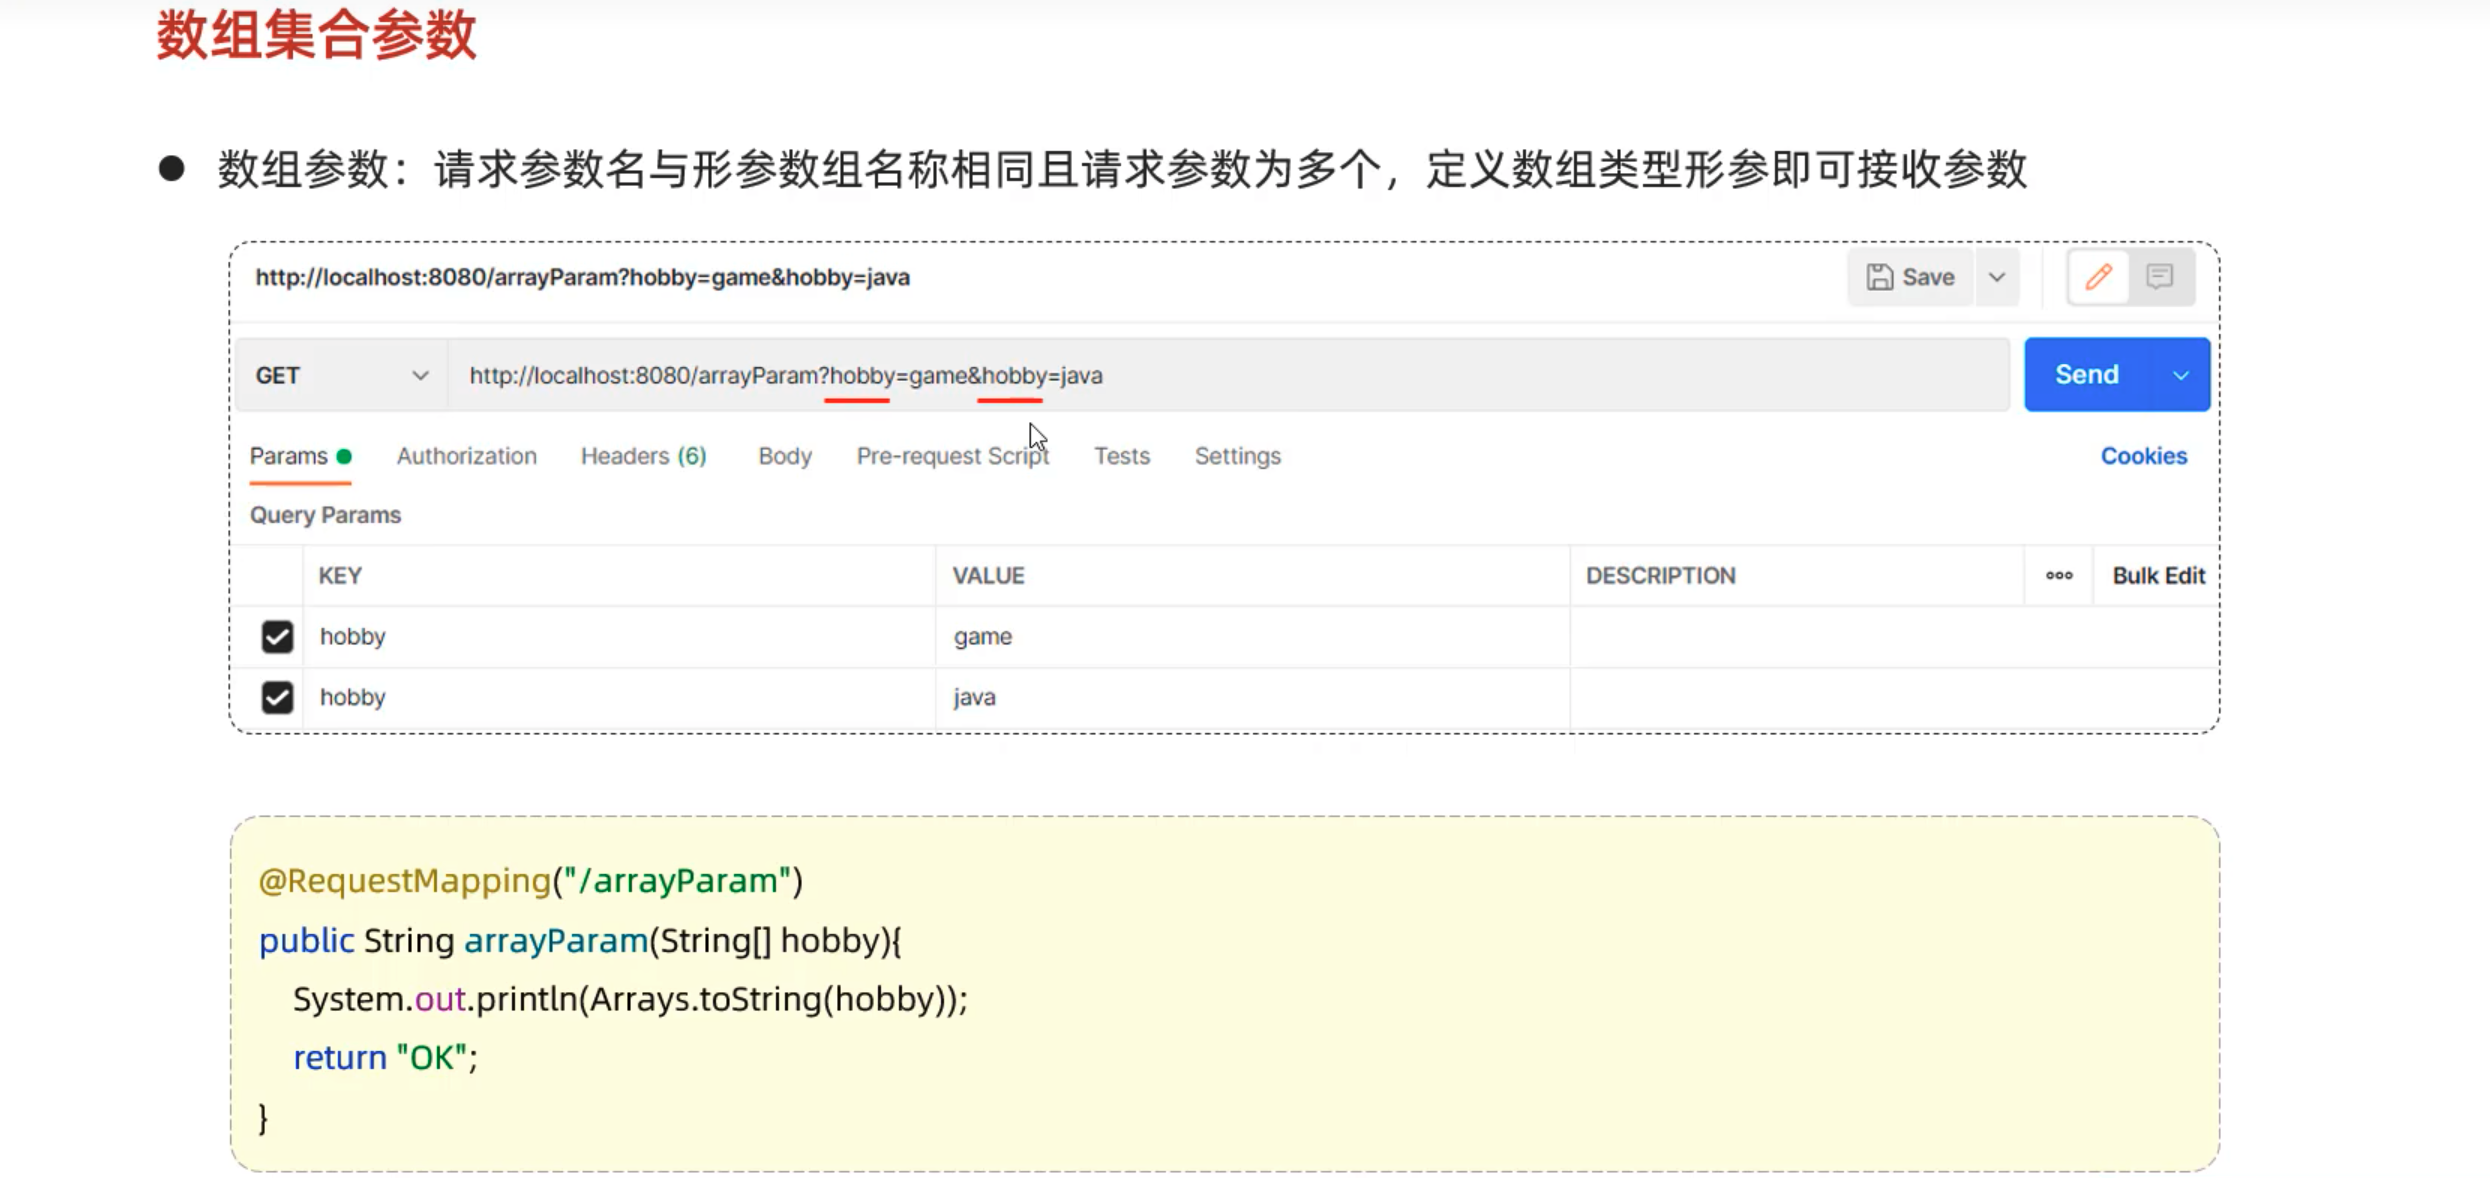 数组集合参数
● 数组参数：请求参数名与形参数组名称相同且请求参数为多个，定义数组类型形参即可接收参数
http://localhost:8080/arrayParam?hobby=game&hobby=java Save
GET http://localhost:8080/arrayParam?hobby=game&hobby=java Send
Params Authorization Headers (6) Body Pre-request Script Tests Settings Cookies
Query Params
KEY VALUE DESCRIPTION ooo Bulk Edit
hobby game
hobby java
@RequestMapping("/arrayParam")
public String arrayParam(String[] hobby){
System.out.println(Arrays.toString(hobby));
return "OK";
}